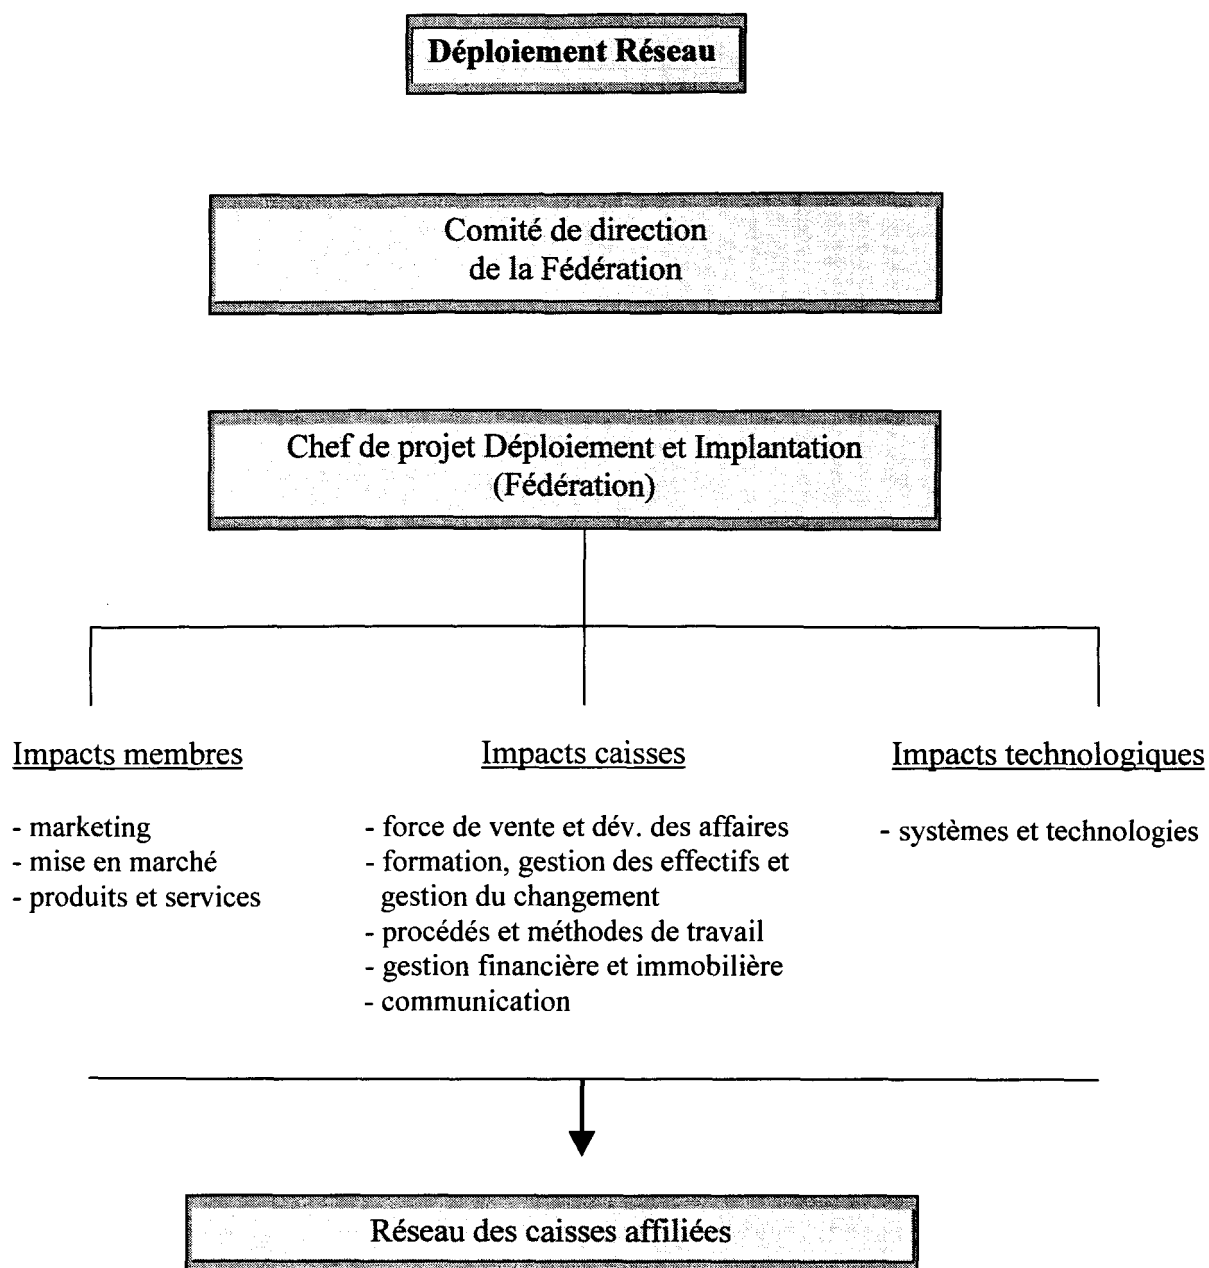 Déploiement Réseau
Comité de direction
de la Fédération
Chef de projet Déploiement et Implantation
(Fédération)
Impacts membres
- marketing
- mise en marché
- produits et services
Impacts caisses
- force de vente et dév. des affaires
- formation, gestion des effectifs et
gestion du changement
- procédés et méthodes de travail
- gestion financière et immobilière
- communication
Impacts technologiques
- systèmes et technologies
Réseau des caisses affiliées